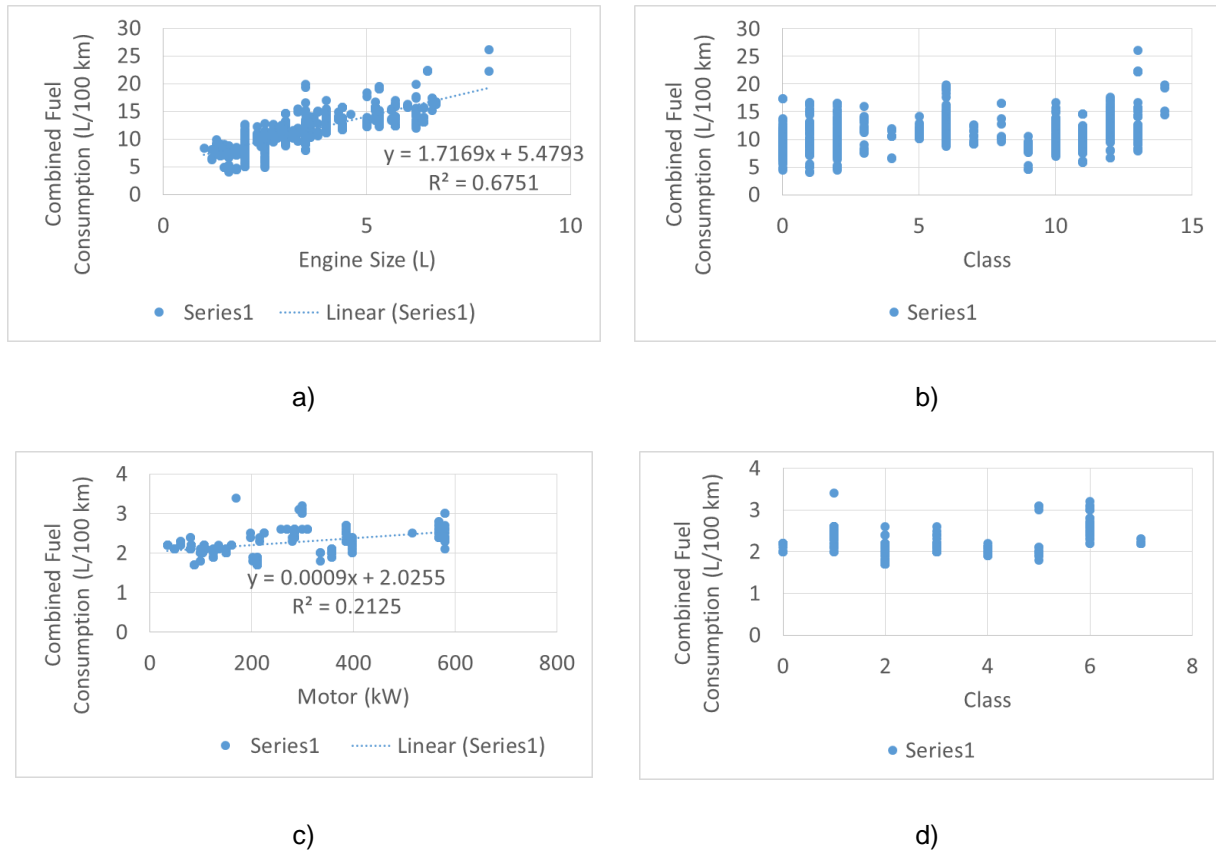 Combined Fuel
Consumption (L/100 km)
30
25
20
15
10
5
0
y = 1.7169x + 5.4793
R² = 0.6751
0
5
10
Engine Size (L)
Series1
Linear (Series1)
a)
Combined Fuel
Consumption (L/100 km)
30
25
20
15
10
5
0
0
5
10
15
Class
Series1
b)
Combined Fuel
Consumption (L/100 km)
4
3
2
1
0
y = 0.0009x + 2.0255
R² = 0.2125
0
200
400
600
800
Motor (kW)
Series1
Linear (Series1)
c)
Combined Fuel
Consumption (L/100 km)
4
3
2
1
0
0
2
4
6
8
Class
Series1
d)